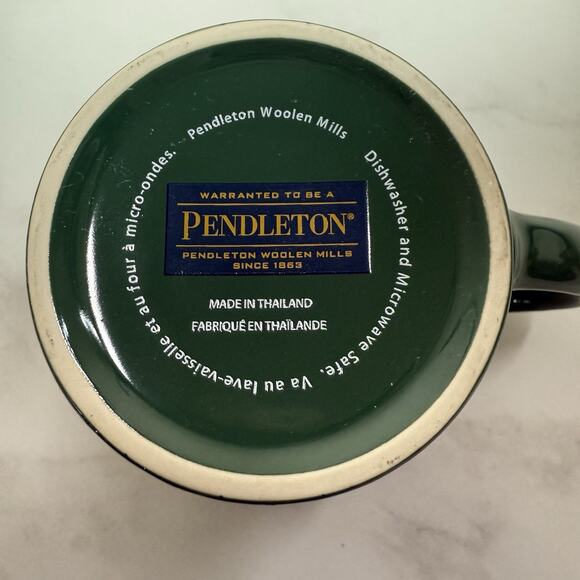 Pendleton Woolen Mills
Dishwasher and Microwave Safe.
Va au lave-vaisselle et au four à micro-ondes.
WARRANTED TO BE A
PENDLETON®
PENDLETON WOOLEN MILLS
SINCE 1863
MADE IN THAILAND
FABRIQUÉ EN THAÏLANDE